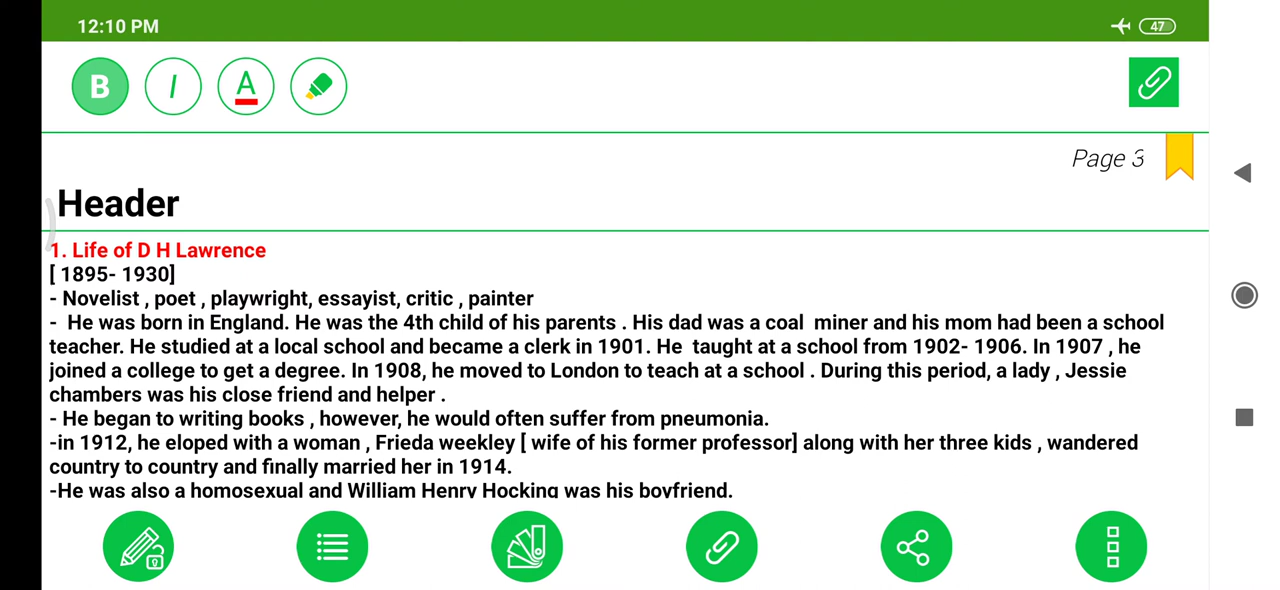 12:10 PM
47
B I A
Page 3
Header
1. Life of D H Lawrence
[ 1895- 1930]
- Novelist , poet , playwright, essayist, critic , painter
-  He was born in England. He was the 4th child of his parents . His dad was a coal  miner and his mom had been a school
teacher. He studied at a local school and became a clerk in 1901. He  taught at a school from 1902- 1906. In 1907 , he
joined a college to get a degree. In 1908, he moved to London to teach at a school . During this period, a lady , Jessie
chambers was his close friend and helper .
- He began to writing books , however, he would often suffer from pneumonia.
-in 1912, he eloped with a woman , Frieda weekley [ wife of his former professor] along with her three kids , wandered
country to country and finally married her in 1914.
-He was also a homosexual and William Henry Hocking was his boyfriend.